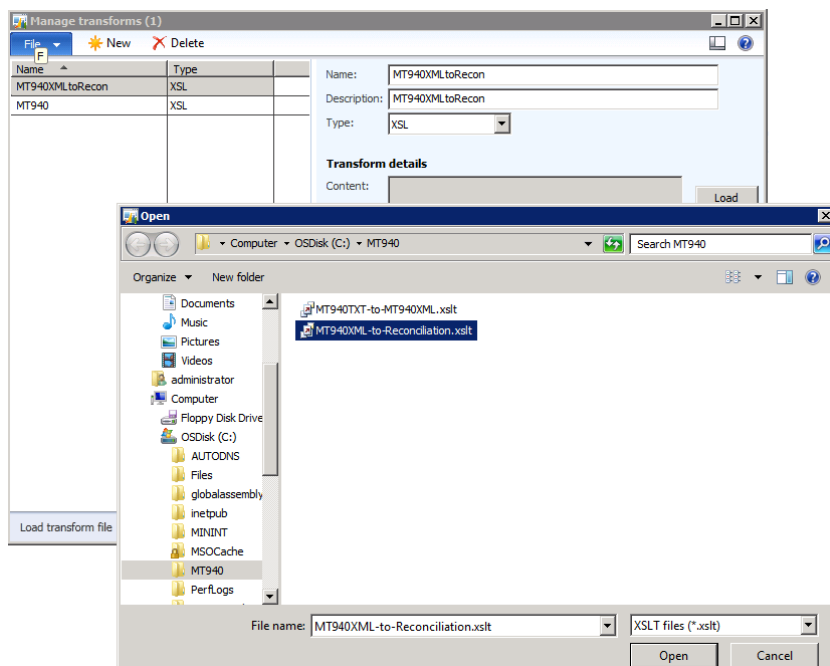 Manage transforms (1)
File New Delete
F
Name Type
MT940XMLtoRecon XSL
MT940 XSL
Name: MT940XMLtoRecon
Description: MT940XMLtoRecon
Type: XSL
Transform details
Content:
Load
Load transform file
Open
Computer OSDisk (C:) MT940
Search MT940
Organize New folder
Documents
Music
Pictures
Videos
administrator
Computer
Floppy Disk Drive
OSDisk (C:)
AUTODNS
Files
globalassembly
inetpub
MININT
MSOCache
MT940
PerfLogs
MT940TXT-to-MT940XML.xslt
MT940XML-to-Reconciliation.xslt
File name: MT940XML-to-Reconciliation.xslt
XSLT files (*.xslt)
Open Cancel